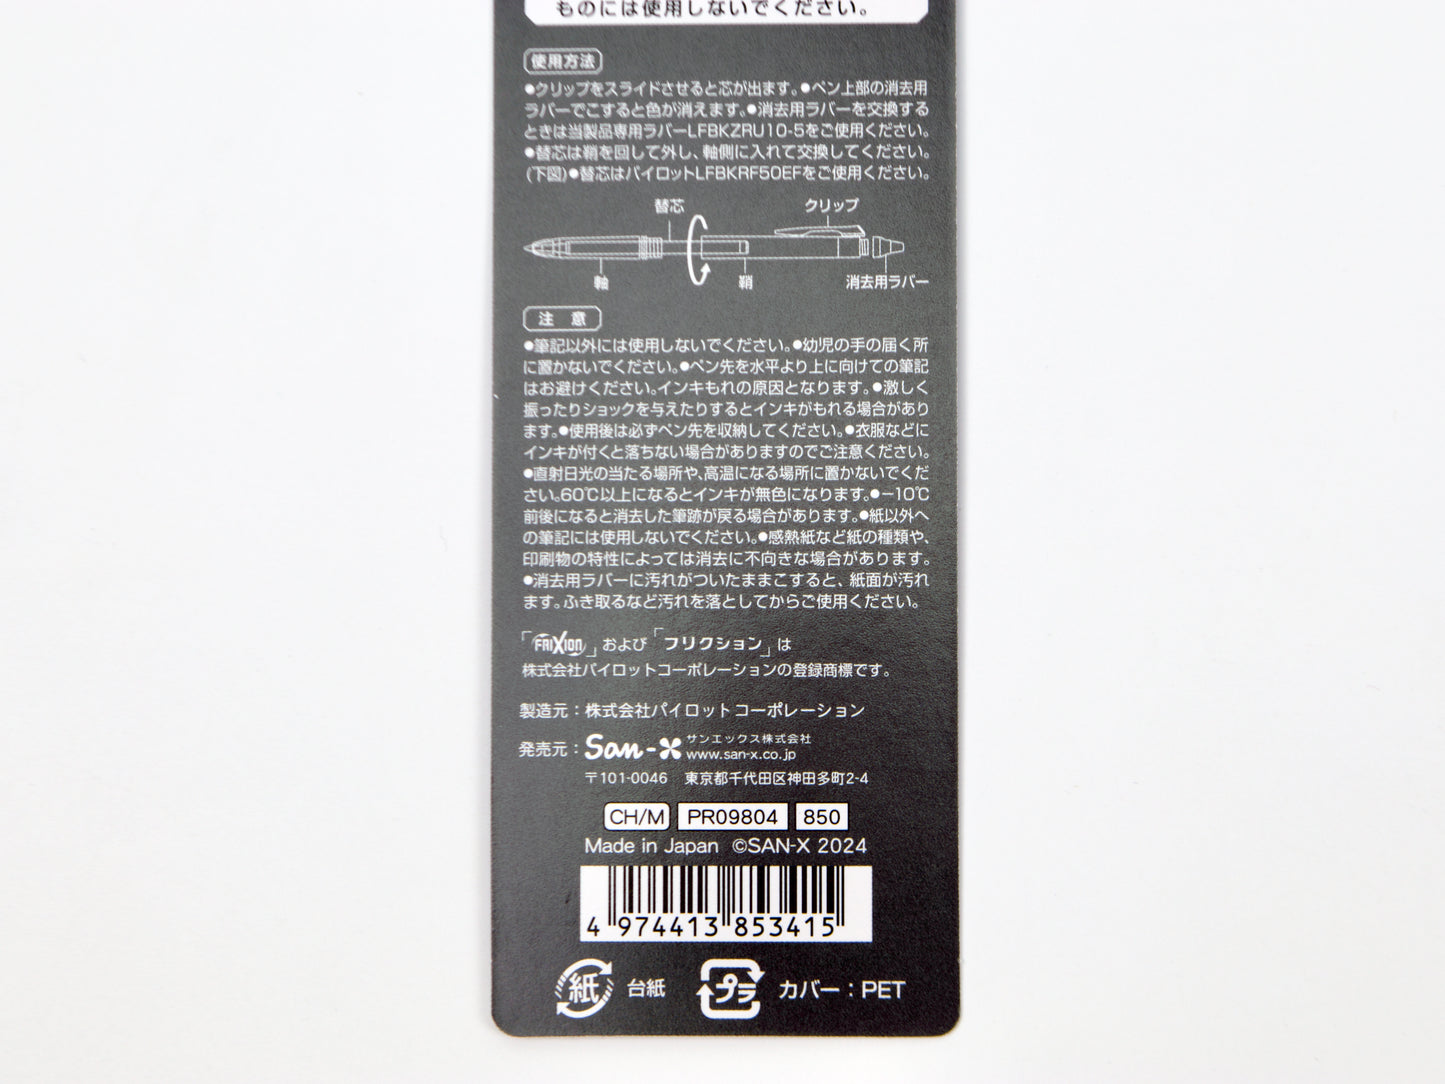 ものには使用しないでください。
使用方法
●クリップをスライドさせると芯が出ます。●ペン上部の消去用
ラバーでこすると色が消えます。●消去用ラバーを交換する
ときは当製品専用ラバーLFBKZRU10-5をご使用ください。
●替芯は鞘を回して外し、軸側に入れて交換してください。
(下図)●替芯はパイロットLFBKRF50EFをご使用ください。
替芯
クリップ
軸
鞘
消去用ラバー
注 意
●筆記以外には使用しないでください。●幼児の手の届く所
に置かないでください。●ペン先を水平より上に向けての筆記
はお避けください。インキもれの原因となります。●激しく
振ったりショックを与えたりするとインキがもれる場合があり
ます。●使用後は必ずペン先を収納してください。●衣服などに
インキが付くと落ちない場合がありますのでご注意ください。
●直射日光の当たる場所や、高温になる場所に置かないでくだ
さい。60℃以上になるとインキが無色になります。●−10℃
前後になると消去した筆跡が戻る場合があります。●紙以外へ
の筆記には使用しないでください。●感熱紙など紙の種類や、
印刷物の特性によっては消去に不向きな場合があります。
●消去用ラバーに汚れがついたままこすると、紙面が汚れ
ます。ふき取るなど汚れを落としてからご使用ください。
「FRIXION」および「フリクション」は
株式会社パイロットコーポレーションの登録商標です。
製造元：株式会社パイロットコーポレーション
発売元：San-X サンエックス株式会社
www.san-x.co.jp
〒101-0046 東京都千代田区神田多町2-4
CH/M PR09804 850
Made in Japan ©SAN-X 2024
4 974413 853415
紙 台紙 プラ カバー：PET